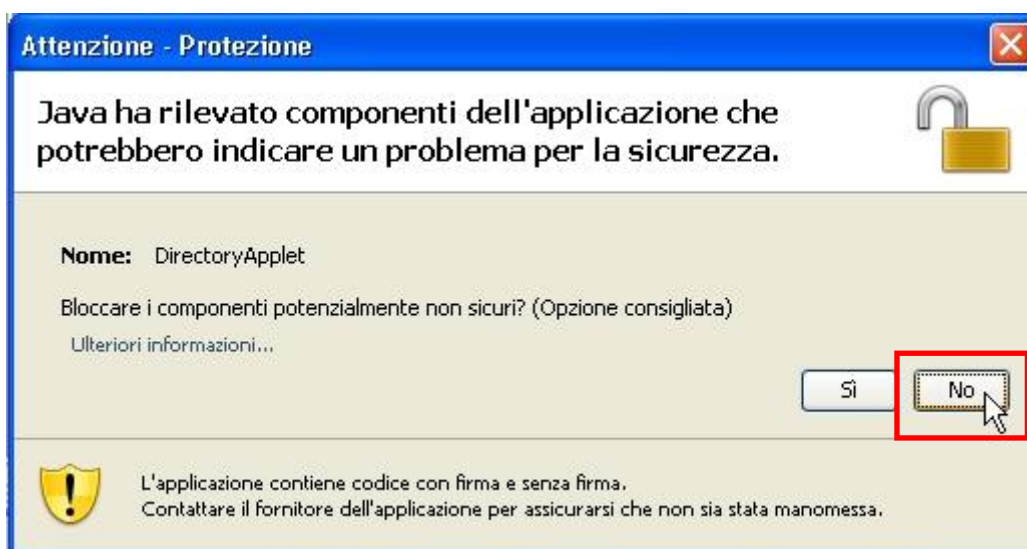 Attenzione - Protezione
Java ha rilevato componenti dell'applicazione che
potrebbero indicare un problema per la sicurezza.
Nome: DirectoryApplet
Bloccare i componenti potenzialmente non sicuri? (Opzione consigliata)
Ulteriori informazioni...
Sì No
L'applicazione contiene codice con firma e senza firma.
Contattare il fornitore dell'applicazione per assicurarsi che non sia stata manomessa.